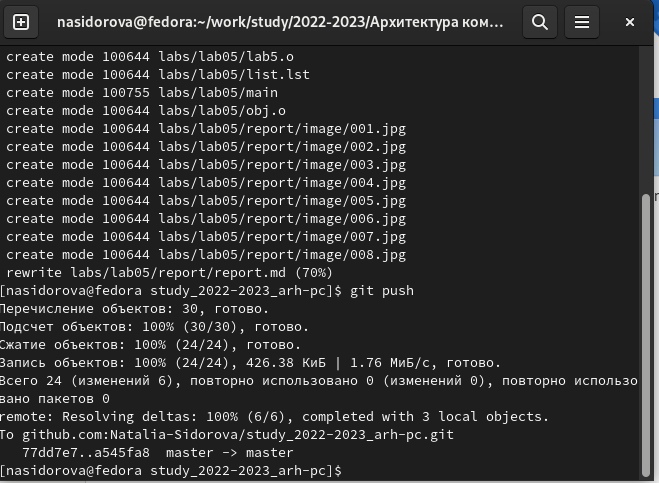 nasidorova@fedora:~/work/study/2022-2023/Архитектура ком...
create mode 100644 labs/lab05/lab5.o
create mode 100644 labs/lab05/list.lst
create mode 100755 labs/lab05/main
create mode 100644 labs/lab05/obj.o
create mode 100644 labs/lab05/report/image/001.jpg
create mode 100644 labs/lab05/report/image/002.jpg
create mode 100644 labs/lab05/report/image/003.jpg
create mode 100644 labs/lab05/report/image/004.jpg
create mode 100644 labs/lab05/report/image/005.jpg
create mode 100644 labs/lab05/report/image/006.jpg
create mode 100644 labs/lab05/report/image/007.jpg
create mode 100644 labs/lab05/report/image/008.jpg
rewrite labs/lab05/report/report.md (70%)
[nasidorova@fedora study_2022-2023_arh-pc]$ git push
Перечисление объектов: 30, готово.
Подсчет объектов: 100% (30/30), готово.
Сжатие объектов: 100% (24/24), готово.
Запись объектов: 100% (24/24), 426.38 КиБ | 1.76 МиБ/с, готово.
Всего 24 (изменений 6), повторно использовано 0 (изменений 0), повторно использо
вано пакетов 0
remote: Resolving deltas: 100% (6/6), completed with 3 local objects.
To github.com:Natalia-Sidorova/study_2022-2023_arh-pc.git
77dd7e7..a545fa8  master -> master
[nasidorova@fedora study_2022-2023_arh-pc]$